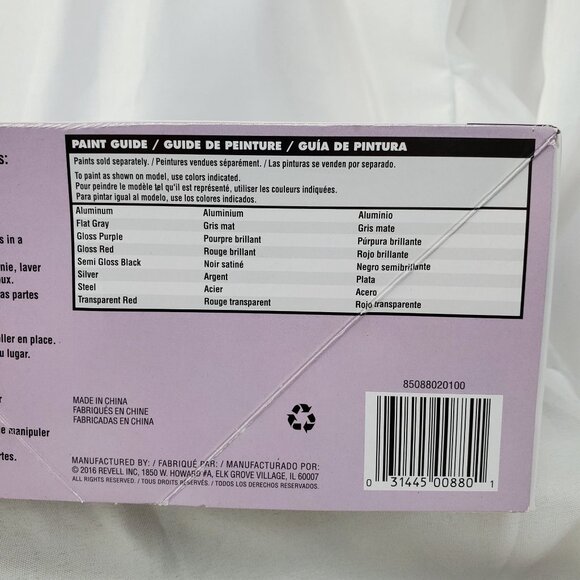 PAINT GUIDE / GUIDE DE PEINTURE / GUÍA DE PINTURA
Paints sold separately. / Peintures vendues séparément. / Las pinturas se venden por separado.
To paint as shown on model, use colors indicated.
Pour peindre le modèle tel qu'il est représenté, utiliser les couleurs indiquées.
Para pintar igual al modelo, use los colores indicados.
Aluminum Aluminium Aluminio
Flat Gray Gris mat Gris mate
Gloss Purple Pourpre brillant Púrpura brillante
Gloss Red Rouge brillant Rojo brillante
Semi Gloss Black Noir satiné Negro semibrillante
Silver Argent Plata
Steel Acier Acero
Transparent Red Rouge transparent Rojo transparente
s:
s in a
nie, laver
ux.
as partes
ller en place.
u lugar.
r
e manipuler
rtes.
MADE IN CHINA
FABRIQUÉS EN CHINE
FABRICADAS EN CHINA
MANUFACTURED BY: / FABRIQUÉ PAR: / MANUFACTURADO POR:
© 2016 REVELL INC, 1850 W. HOWARD #A, ELK GROVE VILLAGE, IL 60007
ALL RIGHTS RESERVED. / TOUS DROITS RESERVÉS. / TODOS LOS DERECHOS RESERVADOS.
85088020100
0 31445 00880 1